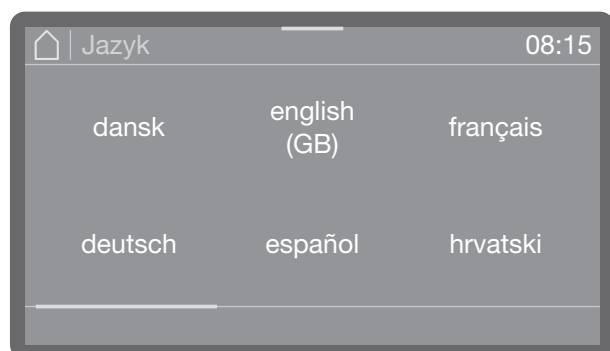 Jazyk 08:15
dansk english (GB) français
deutsch español hrvatski